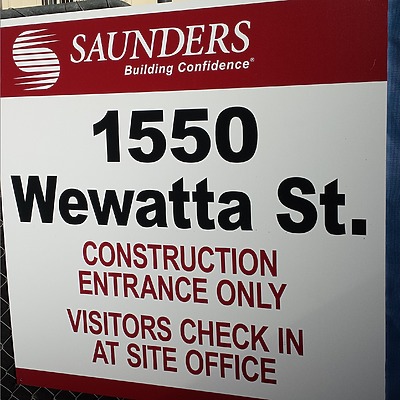 SAUNDERS
Building Confidence®
1550
Wewatta St.
CONSTRUCTION
ENTRANCE ONLY
VISITORS CHECK IN
AT SITE OFFICE